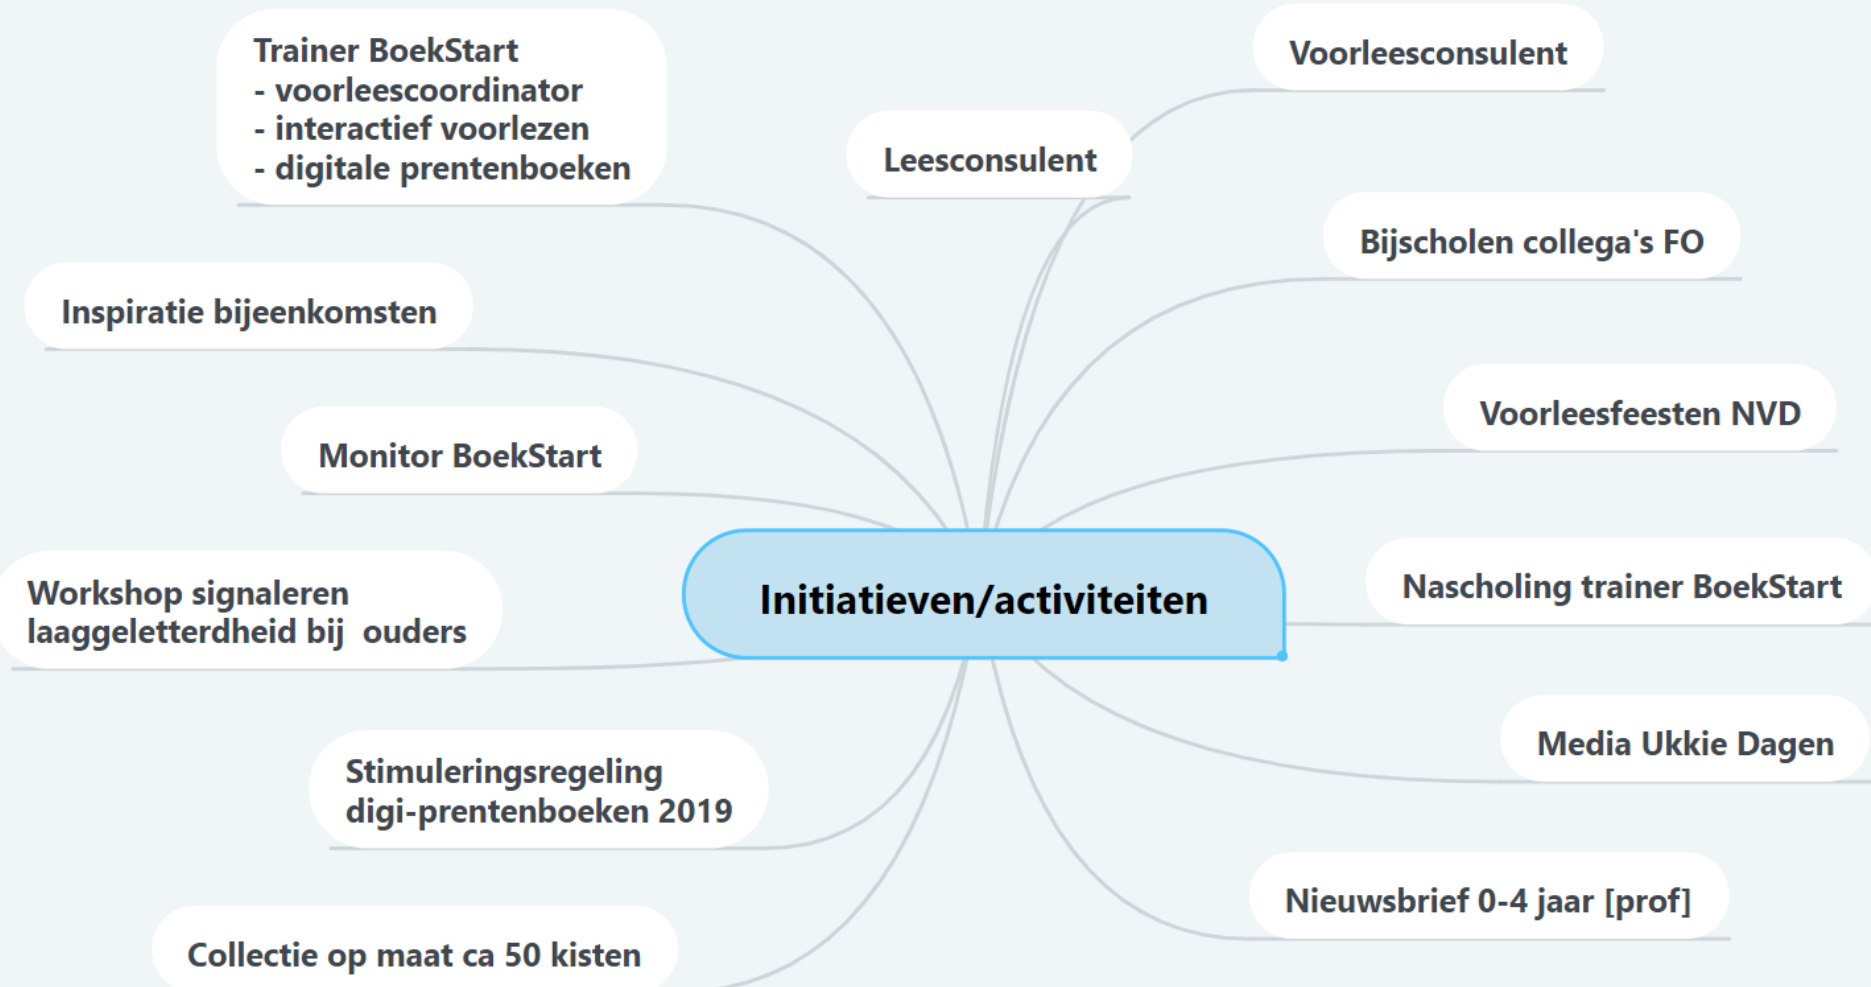 Trainer BoekStart
- voorleescoordinator
- interactief voorlezen
- digitale prentenboeken
Leesconsulent
Voorleesconsulent
Bijscholen collega's FO
Inspiratie bijeenkomsten
Voorleesfeesten NVD
Monitor BoekStart
Initiatieven/activiteiten
Nascholing trainer BoekStart
Workshop signaleren
laaggeletterdheid bij  ouders
Media Ukkie Dagen
Stimuleringsregeling
digi-prentenboeken 2019
Nieuwsbrief 0-4 jaar [prof]
Collectie op maat ca 50 kisten